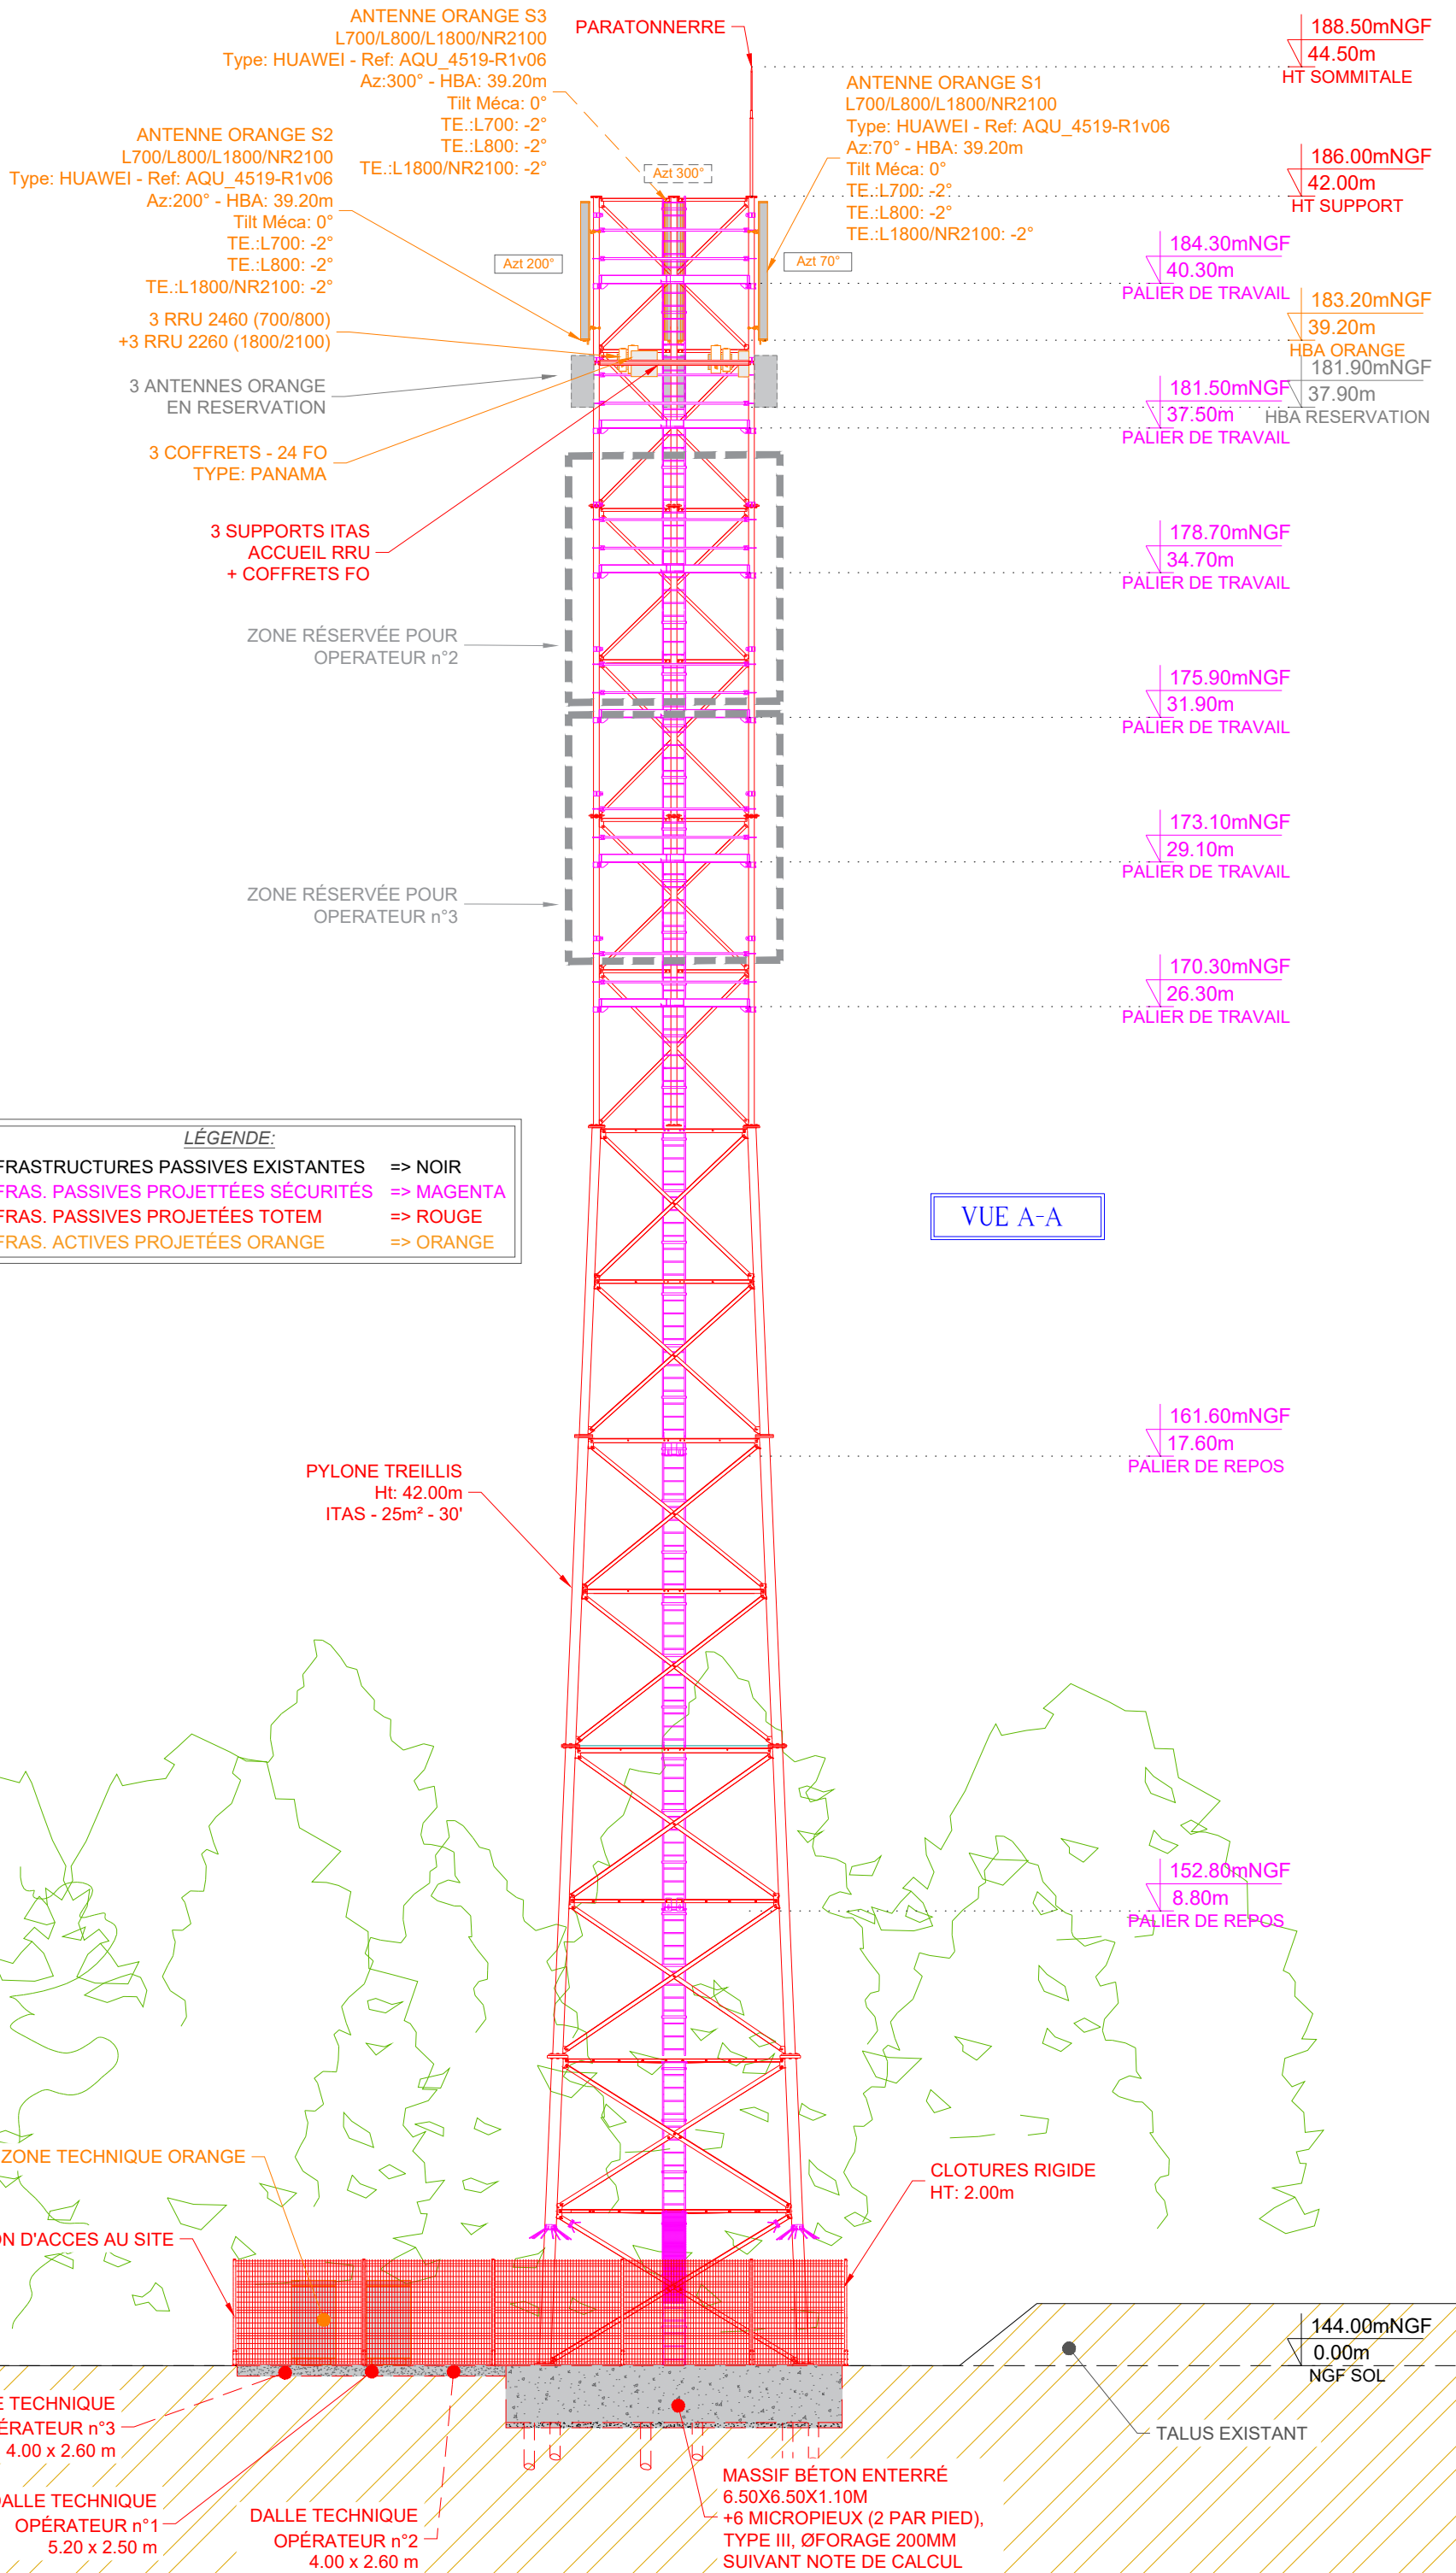 ANTENNE ORANGE S3
L700/L800/L1800/NR2100
Type: HUAWEI - Ref: AQU_4519-R1v06
Az:300° - HBA: 39.20m
Tilt Méca: 0°
TE.:L700: -2°
TE.:L800: -2°
TE.:L1800/NR2100: -2°
PARATONNERRE
188.50mNGF
44.50m
HT SOMMITALE
ANTENNE ORANGE S1
L700/L800/L1800/NR2100
Type: HUAWEI - Ref: AQU_4519-R1v06
Az:70° - HBA: 39.20m
Tilt Méca: 0°
TE.:L700: -2°
TE.:L800: -2°
TE.:L1800/NR2100: -2°
ANTENNE ORANGE S2
L700/L800/L1800/NR2100
Type: HUAWEI - Ref: AQU_4519-R1v06
Az:200° - HBA: 39.20m
Tilt Méca: 0°
TE.:L700: -2°
TE.:L800: -2°
TE.:L1800/NR2100: -2°
Azt 300°
Azt 200°
Azt 70°
186.00mNGF
42.00m
HT SUPPORT
184.30mNGF
40.30m
PALIER DE TRAVAIL
183.20mNGF
39.20m
HBA ORANGE
3 RRU 2460 (700/800)
+3 RRU 2260 (1800/2100)
3 ANTENNES ORANGE
EN RESERVATION
181.90mNGF
37.90m
HBA RESERVATION
181.50mNGF
37.50m
PALIER DE TRAVAIL
3 COFFRETS - 24 FO
TYPE: PANAMA
3 SUPPORTS ITAS
ACCUEIL RRU
+ COFFRETS FO
178.70mNGF
34.70m
PALIER DE TRAVAIL
ZONE RÉSERVÉE POUR
OPERATEUR n°2
175.90mNGF
31.90m
PALIER DE TRAVAIL
173.10mNGF
29.10m
PALIER DE TRAVAIL
ZONE RÉSERVÉE POUR
OPERATEUR n°3
170.30mNGF
26.30m
PALIER DE TRAVAIL
LÉGENDE:
FRASTRUCTURES PASSIVES EXISTANTES => NOIR
FRAS. PASSIVES PROJETTÉES SÉCURITÉS => MAGENTA
FRAS. PASSIVES PROJETÉES TOTEM => ROUGE
FRAS. ACTIVES PROJETÉES ORANGE => ORANGE
VUE A-A
161.60mNGF
17.60m
PALIER DE REPOS
PYLONE TREILLIS
Ht: 42.00m
ITAS - 25m² - 30'
152.80mNGF
8.80m
PALIER DE REPOS
ZONE TECHNIQUE ORANGE
CLOTURES RIGIDE
HT: 2.00m
ON D'ACCES AU SITE
144.00mNGF
0.00m
NGF SOL
TALUS EXISTANT
E TECHNIQUE
ÉRATEUR n°3
4.00 x 2.60 m
DALLE TECHNIQUE
OPÉRATEUR n°1
5.20 x 2.50 m
DALLE TECHNIQUE
OPÉRATEUR n°2
4.00 x 2.60 m
MASSIF BÉTON ENTERRÉ
6.50X6.50X1.10M
+6 MICROPIEUX (2 PAR PIED),
TYPE III, ØFORAGE 200MM
SUIVANT NOTE DE CALCUL